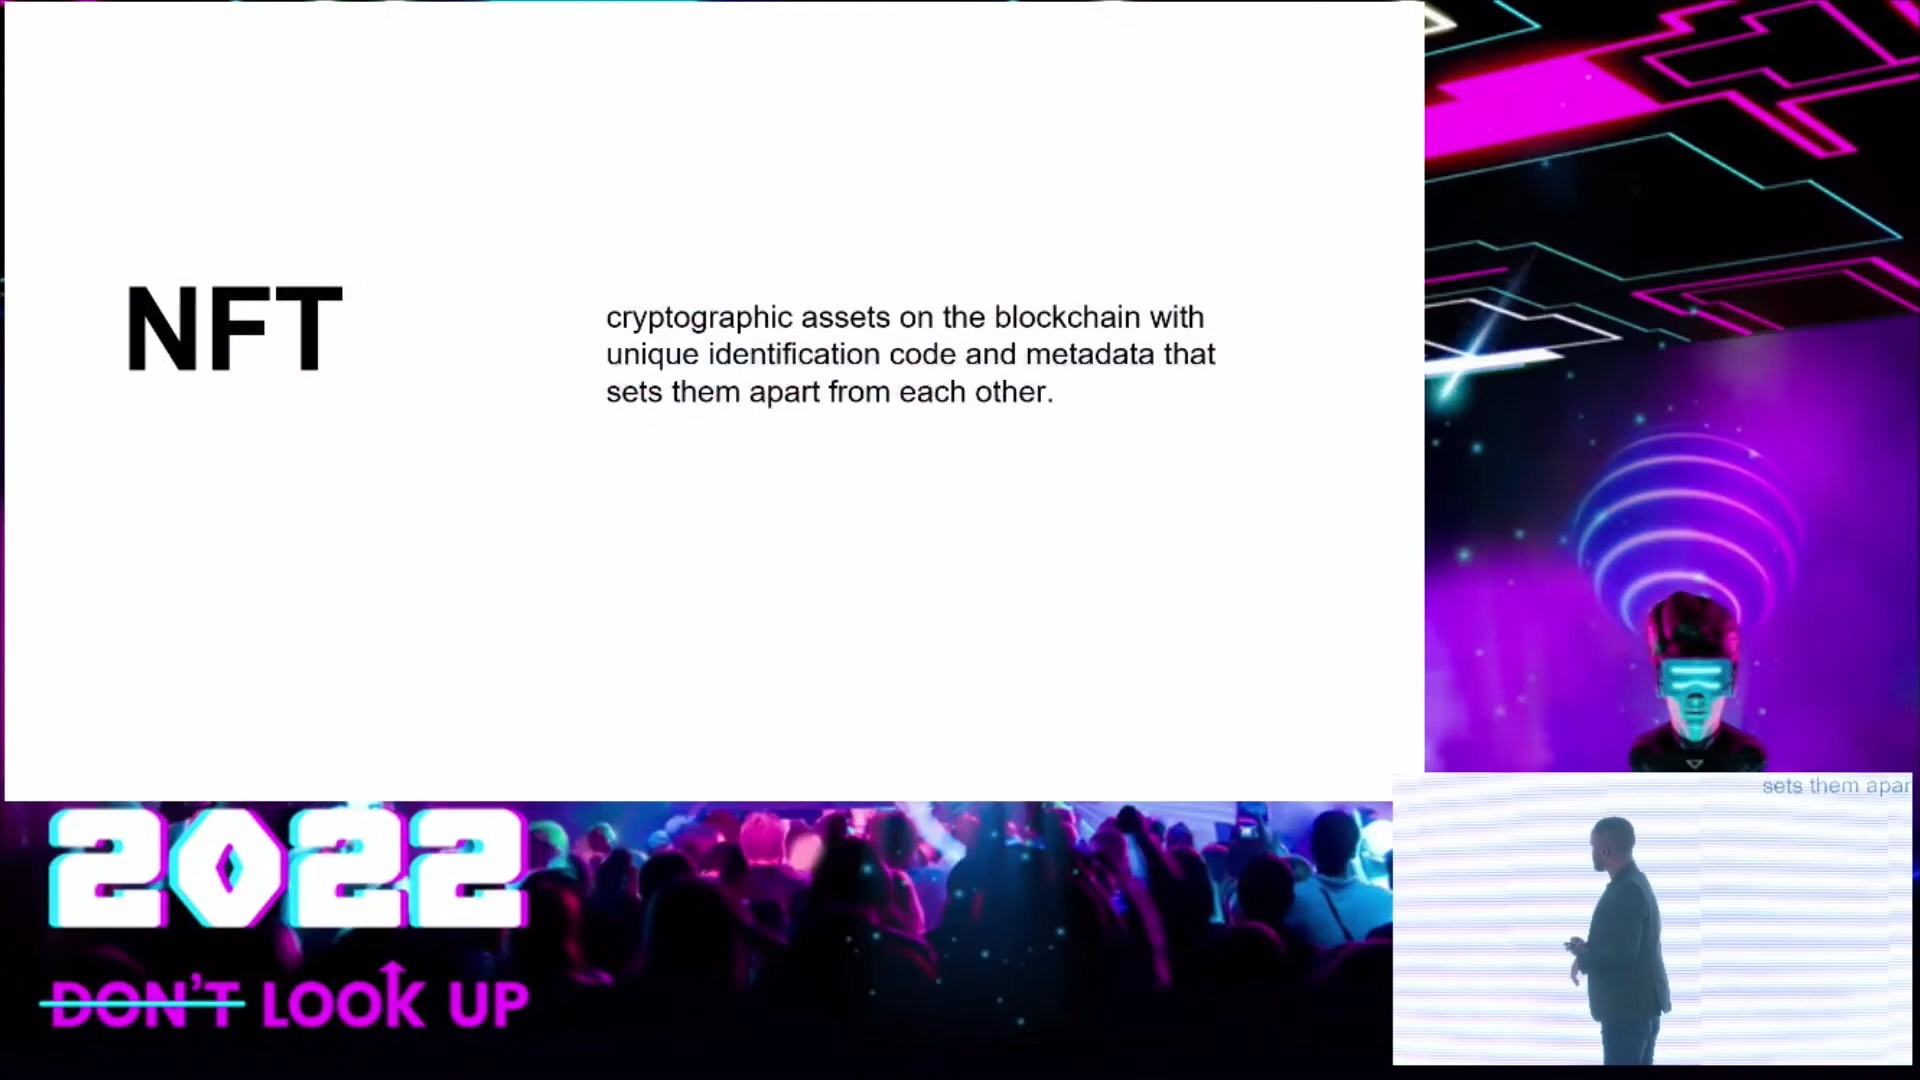 NFT
cryptographic assets on the blockchain with
unique identification code and metadata that
sets them apart from each other.
2022
DON'T LOOK UP
sets them apar